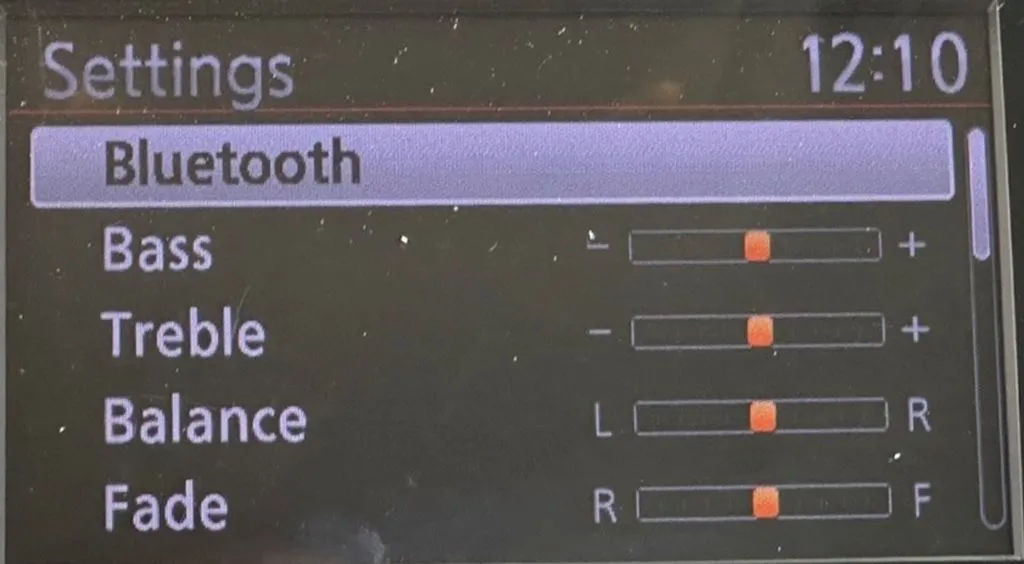 Settings 12:10
Bluetooth
Bass - +
Treble - +
Balance L R
Fade R F